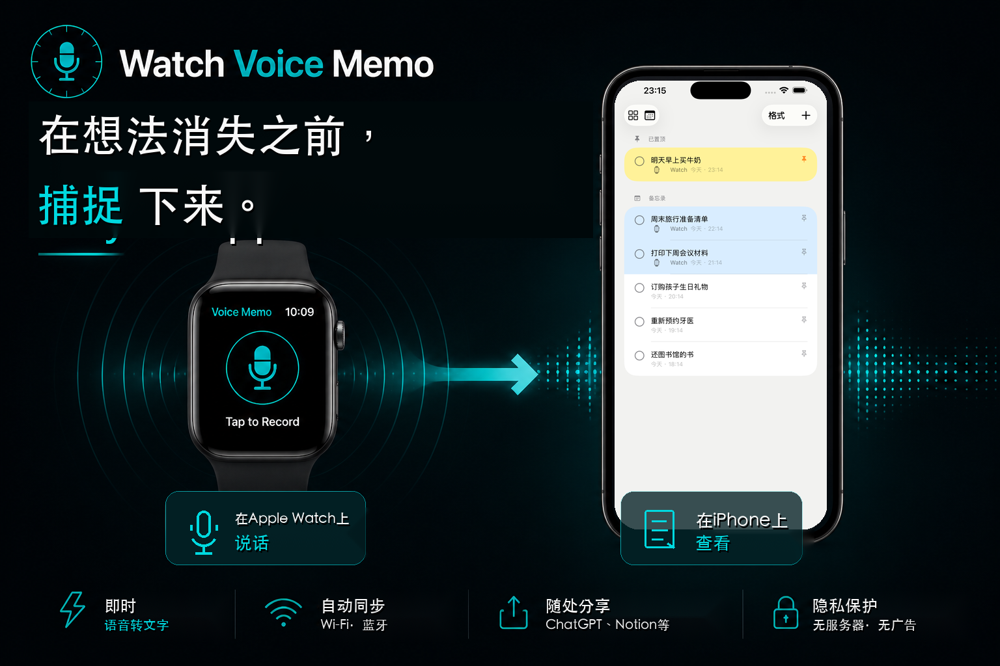 Watch Voice Memo
在想法消失之前，
捕捉 下来。
Voice Memo 10:09
Tap to Record
在Apple Watch上
说话
23:15
格式
已置顶
明天早上买牛奶
Watch 今天 · 23:14
备忘录
周末旅行准备清单
Watch 今天 · 22:14
打印下周会议材料
Watch 今天 · 21:14
订购孩子生日礼物
今天 · 20:14
重新预约牙医
今天 · 19:14
还图书馆的书
今天 · 18:14
在iPhone上
查看
即时
语音转文字
自动同步
Wi-Fi· 蓝牙
随处分享
ChatGPT、Notion等
隐私保护
无服务器· 无广告